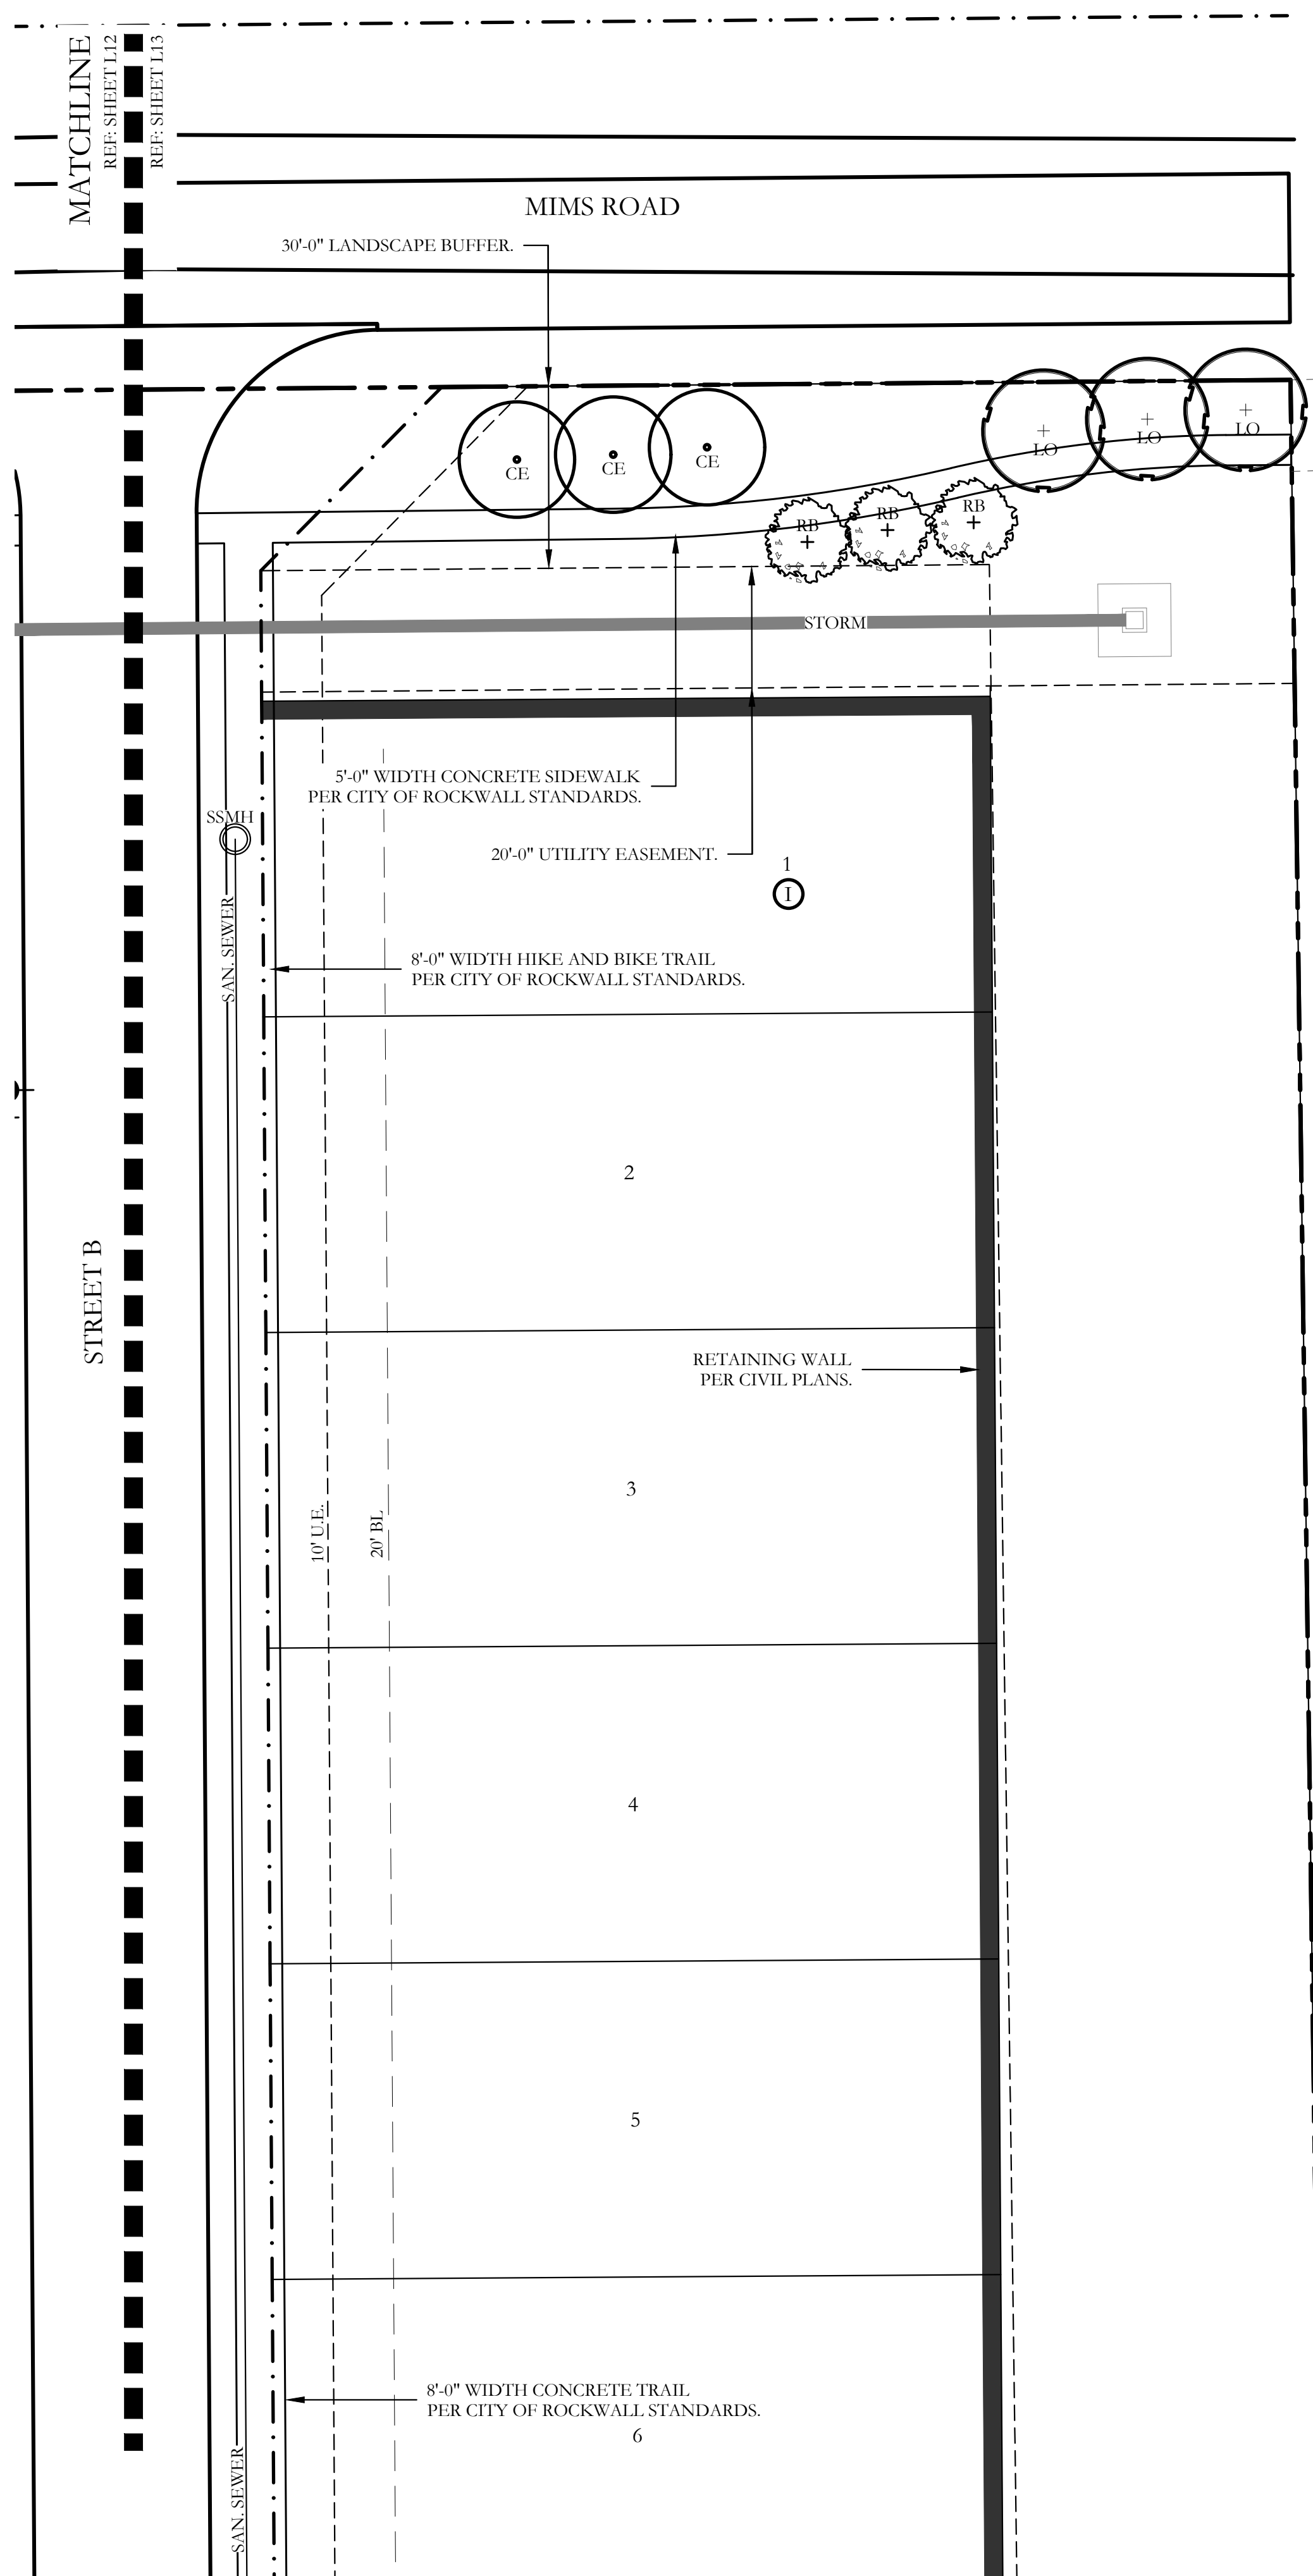 MATCHLINE
REF: SHEET L12
REF: SHEET L13
MIMS ROAD
30'-0" LANDSCAPE BUFFER.
CE
CE
CE
LO
LO
LO
RB
RB
RB
STORM
5'-0" WIDTH CONCRETE SIDEWALK
PER CITY OF ROCKWALL STANDARDS.
SSMH
20'-0" UTILITY EASEMENT.
1
I
SAN. SEWER
8'-0" WIDTH HIKE AND BIKE TRAIL
PER CITY OF ROCKWALL STANDARDS.
2
STREET B
RETAINING WALL
PER CIVIL PLANS.
3
10' U.E.
20' BL
4
5
8'-0" WIDTH CONCRETE TRAIL
PER CITY OF ROCKWALL STANDARDS.
6
SAN. SEWER